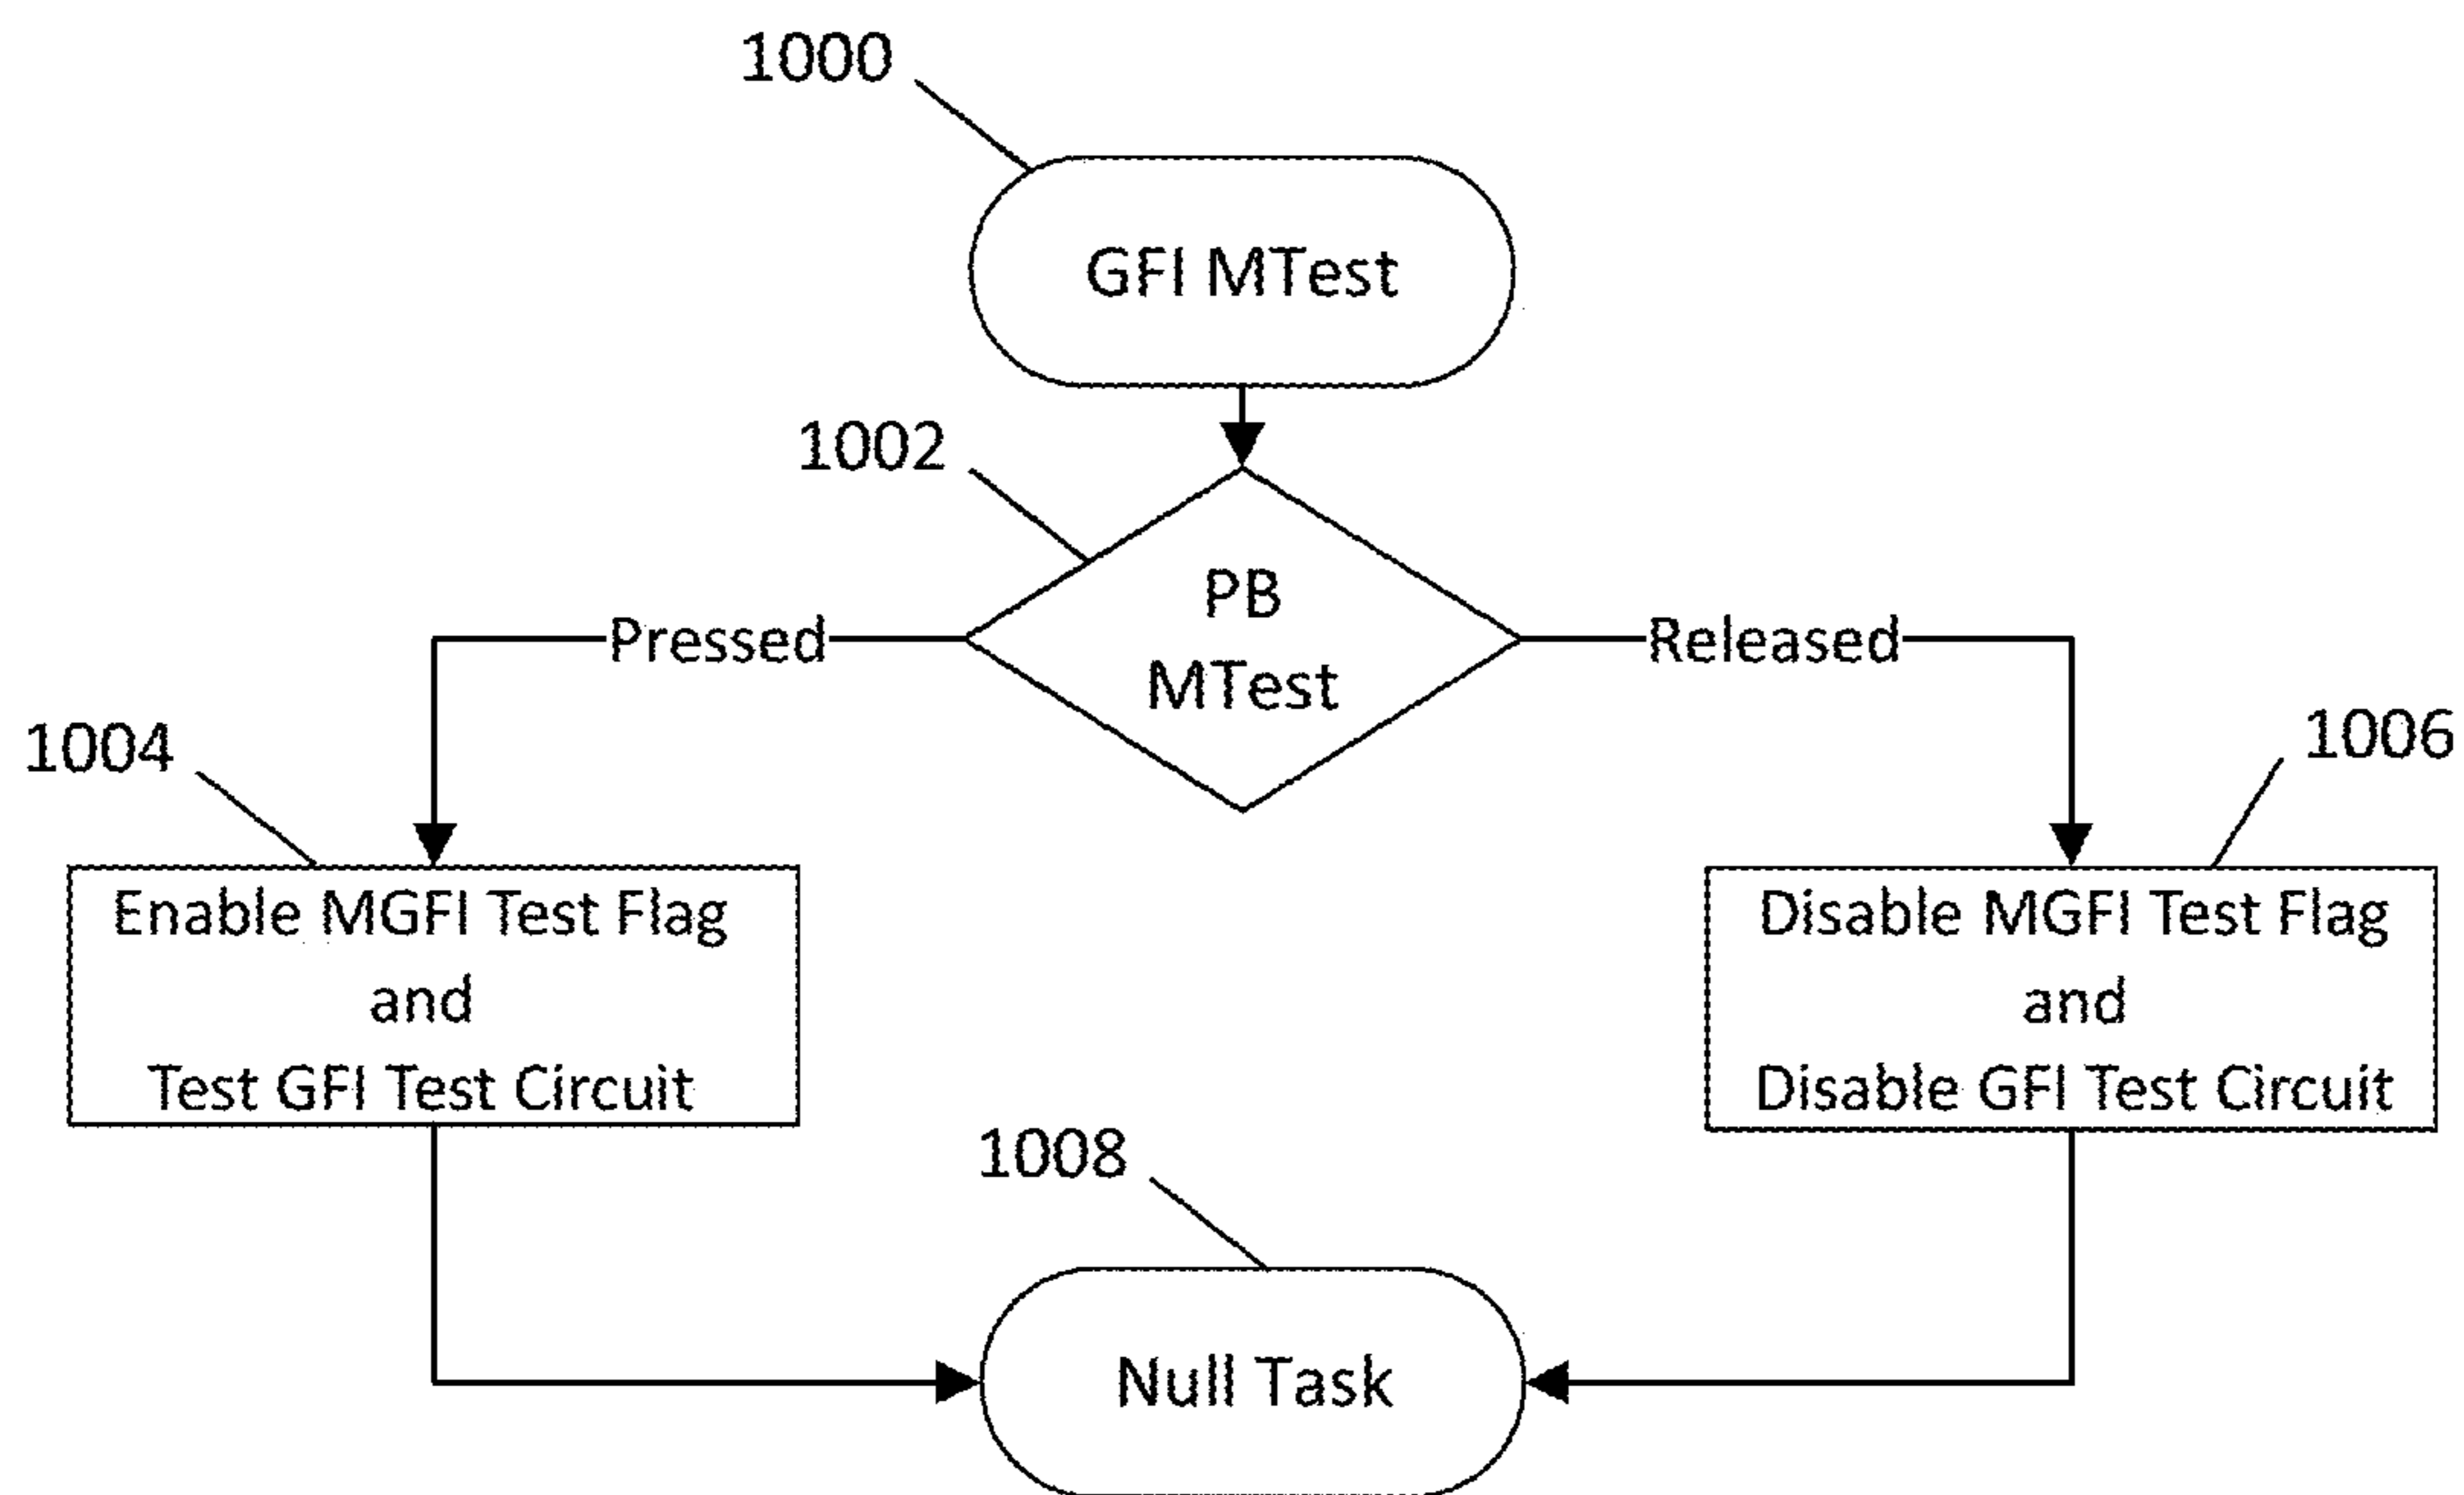 1000
GFI MTest
1002
PB
MTest
Pressed
Released
1004
1006
Enable MGFI Test Flag
and
Test GFI Test Circuit
Disable MGFI Test Flag
and
Disable GFI Test Circuit
1008
Null Task